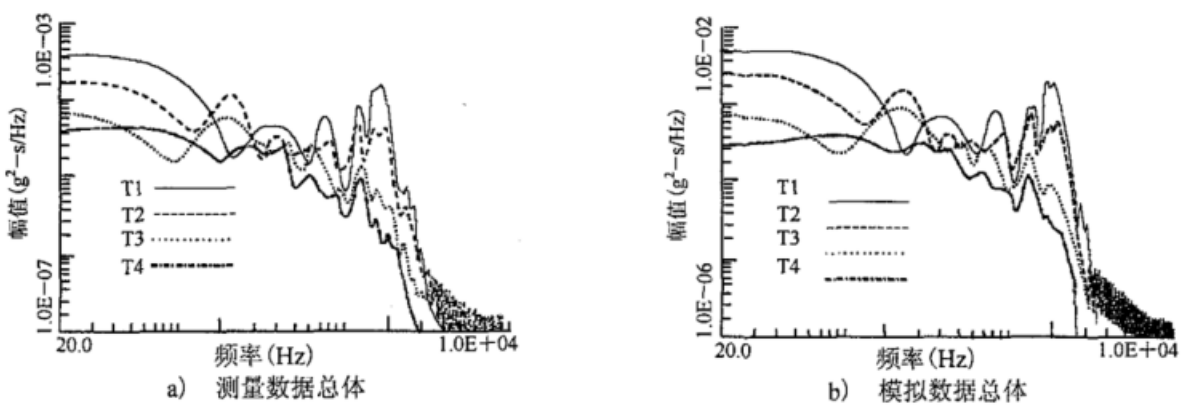 1.0E-03
幅值(g²-s/Hz)
1.0E-07
T1
T2
T3
T4
20.0
频率(Hz)
1.0E+04
a) 测量数据总体
1.0E-02
幅值(g²-s/Hz)
1.0E-06
T1
T2
T3
T4
20.0
频率(Hz)
1.0E+04
b) 模拟数据总体